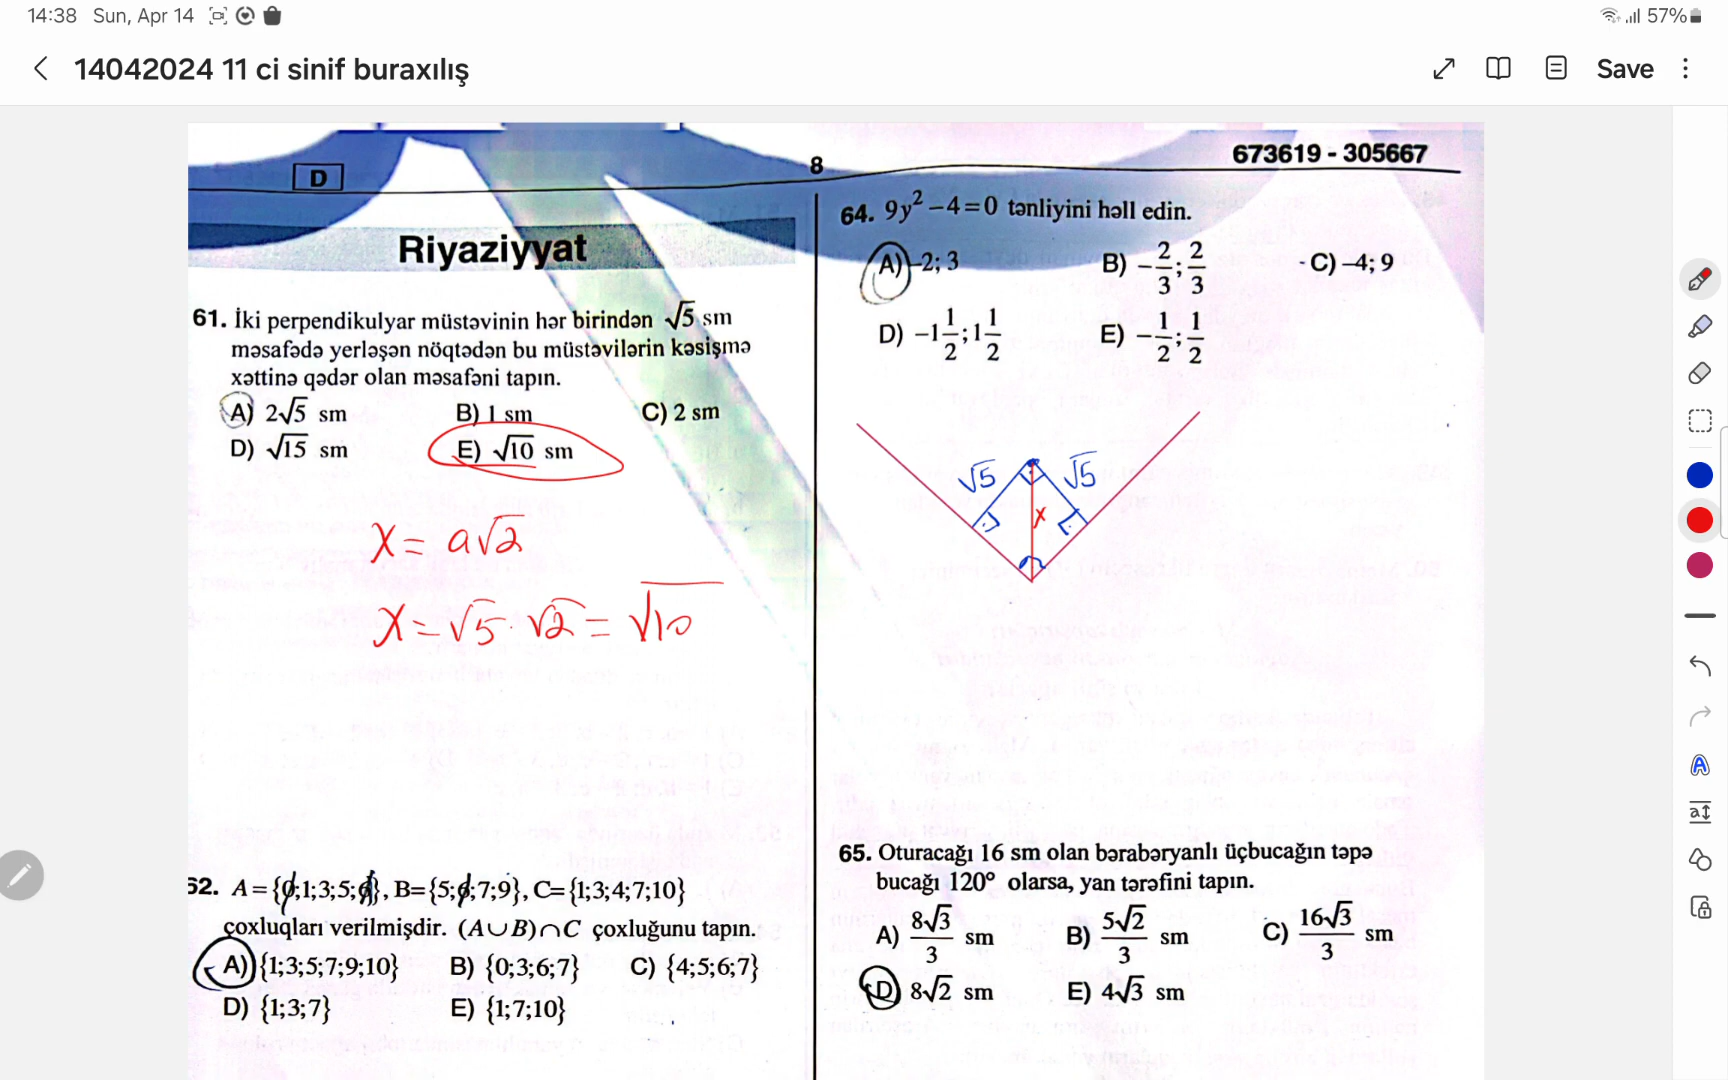 14:38 Sun, Apr 14
57%
14042024 11 ci sinif buraxılış
Save
D
8
673619 - 305667
Riyaziyyat
61. İki perpendikulyar müstəvinin hər birindən √5 sm
məsafədə yerləşən nöqtədən bu müstəvilərin kəsişmə
xəttinə qədər olan məsafəni tapın.
A) 2√5 sm B) 1 sm C) 2 sm
D) √15 sm E) √10 sm
x = a√2
x = √5 · √2 = √10
62. A={0;1;3;5;6}, B={5;6;7;9}, C={1;3;4;7;10}
çoxluqları verilmişdir. (A∪B)∩C çoxluğunu tapın.
A) {1;3;5;7;9;10} B) {0;3;6;7} C) {4;5;6;7}
D) {1;3;7} E) {1;7;10}
64. 9y²−4=0 tənliyini həll edin.
A) −2; 3 B) −2/3; 2/3 C) −4; 9
D) −1 1/2; 1 1/2 E) −1/2; 1/2
√5 √5
x
65. Oturacağı 16 sm olan bərabəryanlı üçbucağın təpə
bucağı 120° olarsa, yan tərəfini tapın.
A) 8√3/3 sm B) 5√2/3 sm C) 16√3/3 sm
D) 8√2 sm E) 4√3 sm